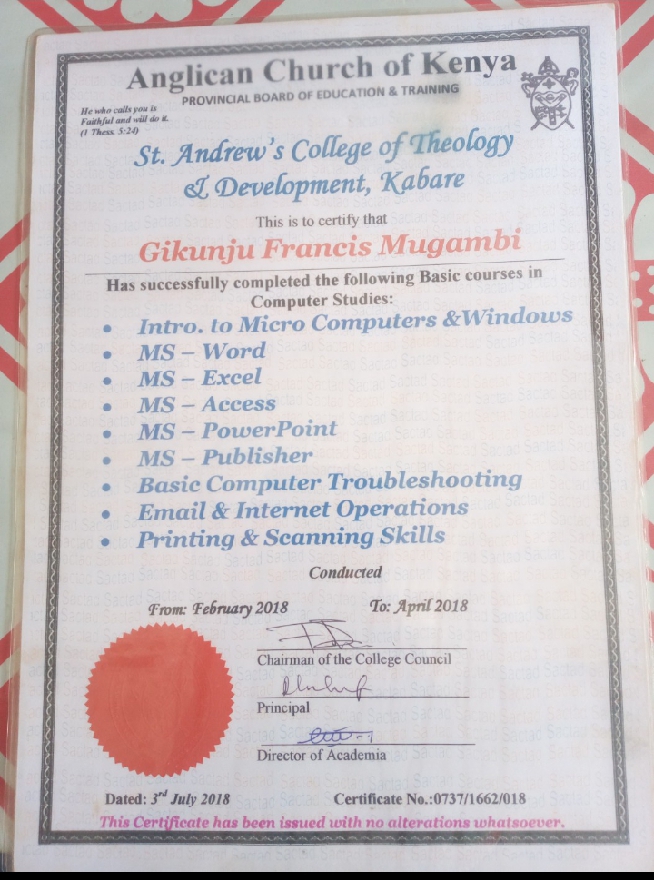 Anglican Church of Kenya
PROVINCIAL BOARD OF EDUCATION & TRAINING
He who calls you is
Faithful and will do it.
(1 Thess. 5:24)
St. Andrew's College of Theology
& Development, Kabare
This is to certify that
Gikunju Francis Mugambi
Has successfully completed the following Basic courses in
Computer Studies:
• Intro. to Micro Computers &Windows
• MS – Word
• MS – Excel
• MS – Access
• MS – PowerPoint
• MS – Publisher
• Basic Computer Troubleshooting
• Email & Internet Operations
• Printing & Scanning Skills
Conducted
From: February 2018 To: April 2018
Chairman of the College Council
Principal
Director of Academia
Dated: 3rd July 2018 Certificate No.:0737/1662/018
This Certificate has been issued with no alterations whatsoever.